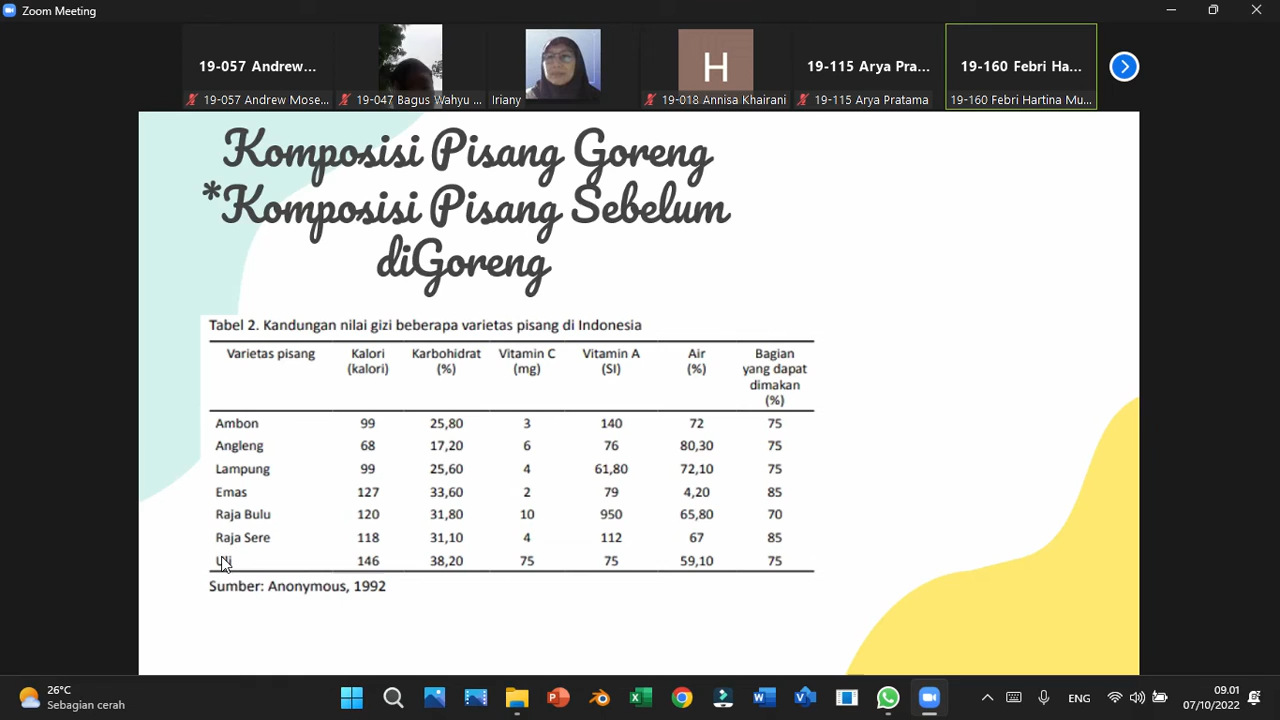 Zoom Meeting
19-057 Andrew...
H
19-115 Arya Pra...
19-160 Febri Ha...
19-057 Andrew Mose...
19-047 Bagus Wahyu ...
Iriany
19-018 Annisa Khairani
19-115 Arya Pratama
19-160 Febri Hartina Mu...
Komposisi Pisang Goreng
*Komposisi Pisang Sebelum
diGoreng
Tabel 2. Kandungan nilai gizi beberapa varietas pisang di Indonesia
Varietas pisang Kalori (kalori) Karbohidrat (%) Vitamin C (mg) Vitamin A (SI) Air (%) Bagian yang dapat dimakan (%)
Ambon 99 25,80 3 140 72 75
Angleng 68 17,20 6 76 80,30 75
Lampung 99 25,60 4 61,80 72,10 75
Emas 127 33,60 2 79 4,20 85
Raja Bulu 120 31,80 10 950 65,80 70
Raja Sere 118 31,10 4 112 67 85
146 38,20 75 75 59,10 75
Sumber: Anonymous, 1992
26°C
Sebagian cerah
ENG
09.01
07/10/2022